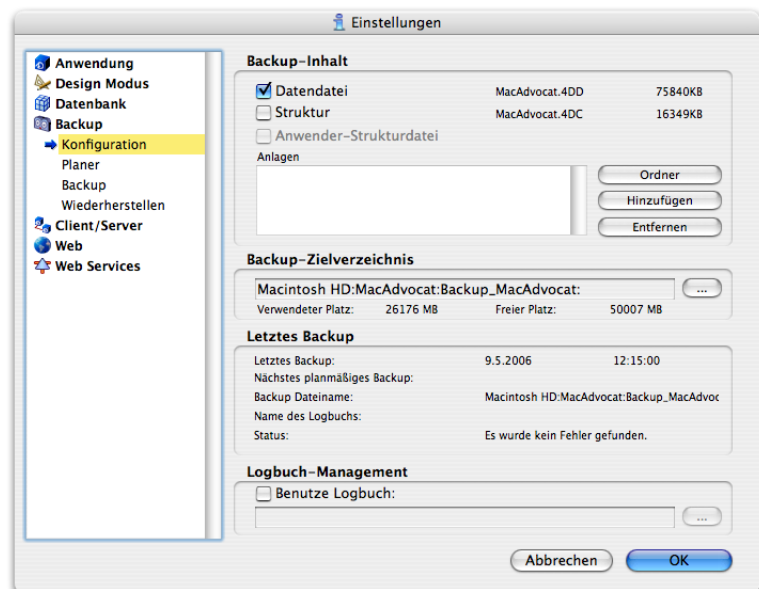 Einstellungen
Anwendung
Design Modus
Datenbank
Backup
Konfiguration
Planer
Backup
Wiederherstellen
Client/Server
Web
Web Services
Backup-Inhalt
Datendatei MacAdvocat.4DD 75840KB
Struktur MacAdvocat.4DC 16349KB
Anwender-Strukturdatei
Anlagen
Ordner
Hinzufügen
Entfernen
Backup-Zielverzeichnis
Macintosh HD:MacAdvocat:Backup_MacAdvocat: ...
Verwendeter Platz: 26176 MB Freier Platz: 50007 MB
Letztes Backup
Letztes Backup: 9.5.2006 12:15:00
Nächstes planmäßiges Backup:
Backup Dateiname: Macintosh HD:MacAdvocat:Backup_MacAdvoc
Name des Logbuchs:
Status: Es wurde kein Fehler gefunden.
Logbuch-Management
Benutze Logbuch:
...
Abbrechen OK